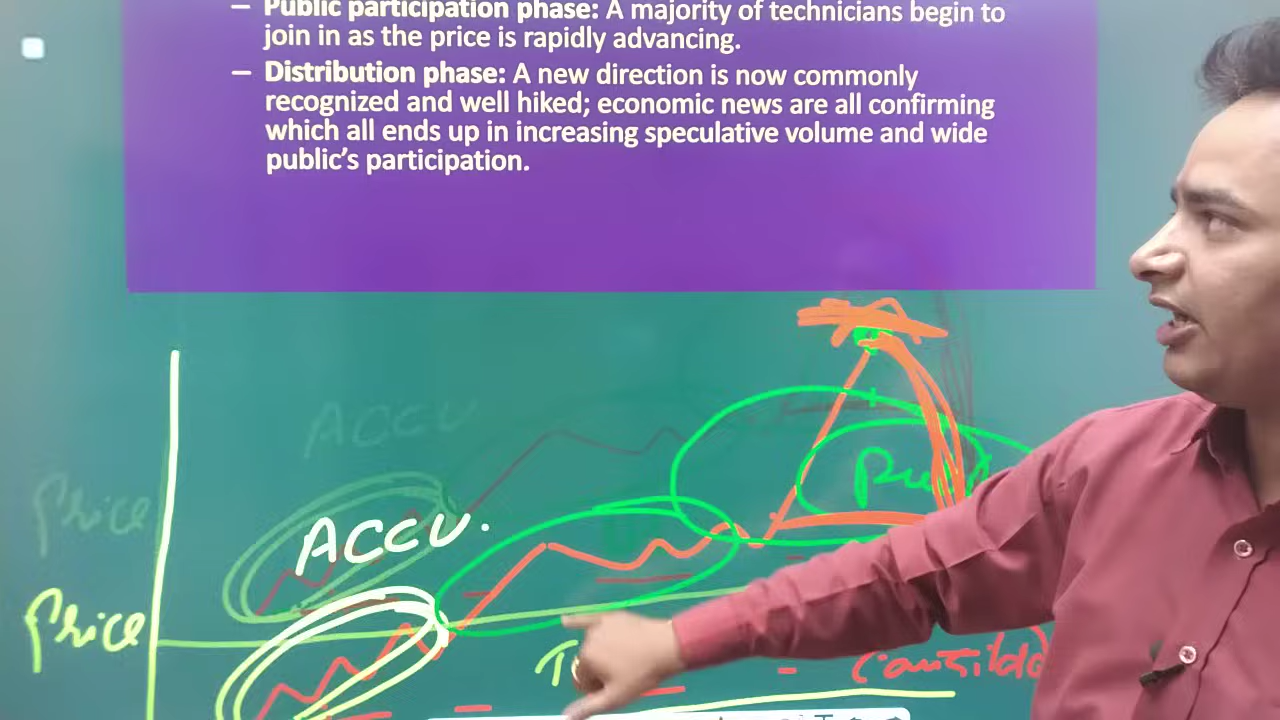 – Public participation phase: A majority of technicians begin to
join in as the price is rapidly advancing.
– Distribution phase: A new direction is now commonly
recognized and well hiked; economic news are all confirming
which all ends up in increasing speculative volume and wide
public’s participation.
ACCU
Price
ACCU.
Price